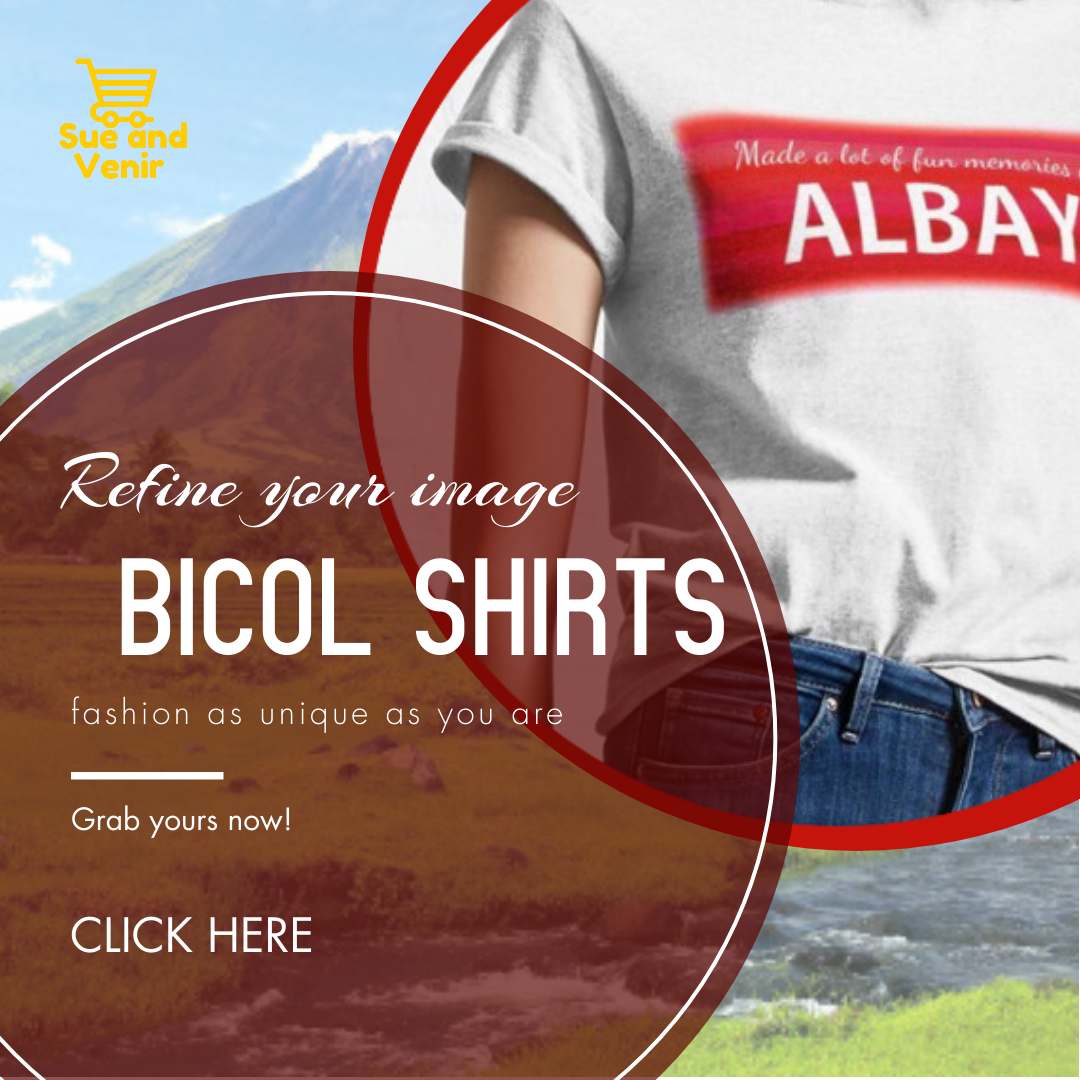 Sue and
Venir
Made a lot of fun memories
ALBAY
Refine your image
BICOL SHIRTS
fashion as unique as you are
Grab yours now!
CLICK HERE